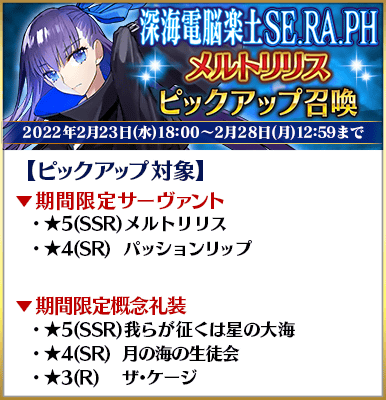 深海電脳楽土SE.RA.PH
メルトリリス
ピックアップ召喚
2022年2月23日(水)18:00～2月28日(月)12:59まで
【ピックアップ対象】
▼期間限定サーヴァント
・★5(SSR)メルトリリス
・★4(SR) パッションリップ
▼期間限定概念礼装
・★5(SSR)我らが征くは星の大海
・★4(SR) 月の海の生徒会
・★3(R) ザ・ケージ